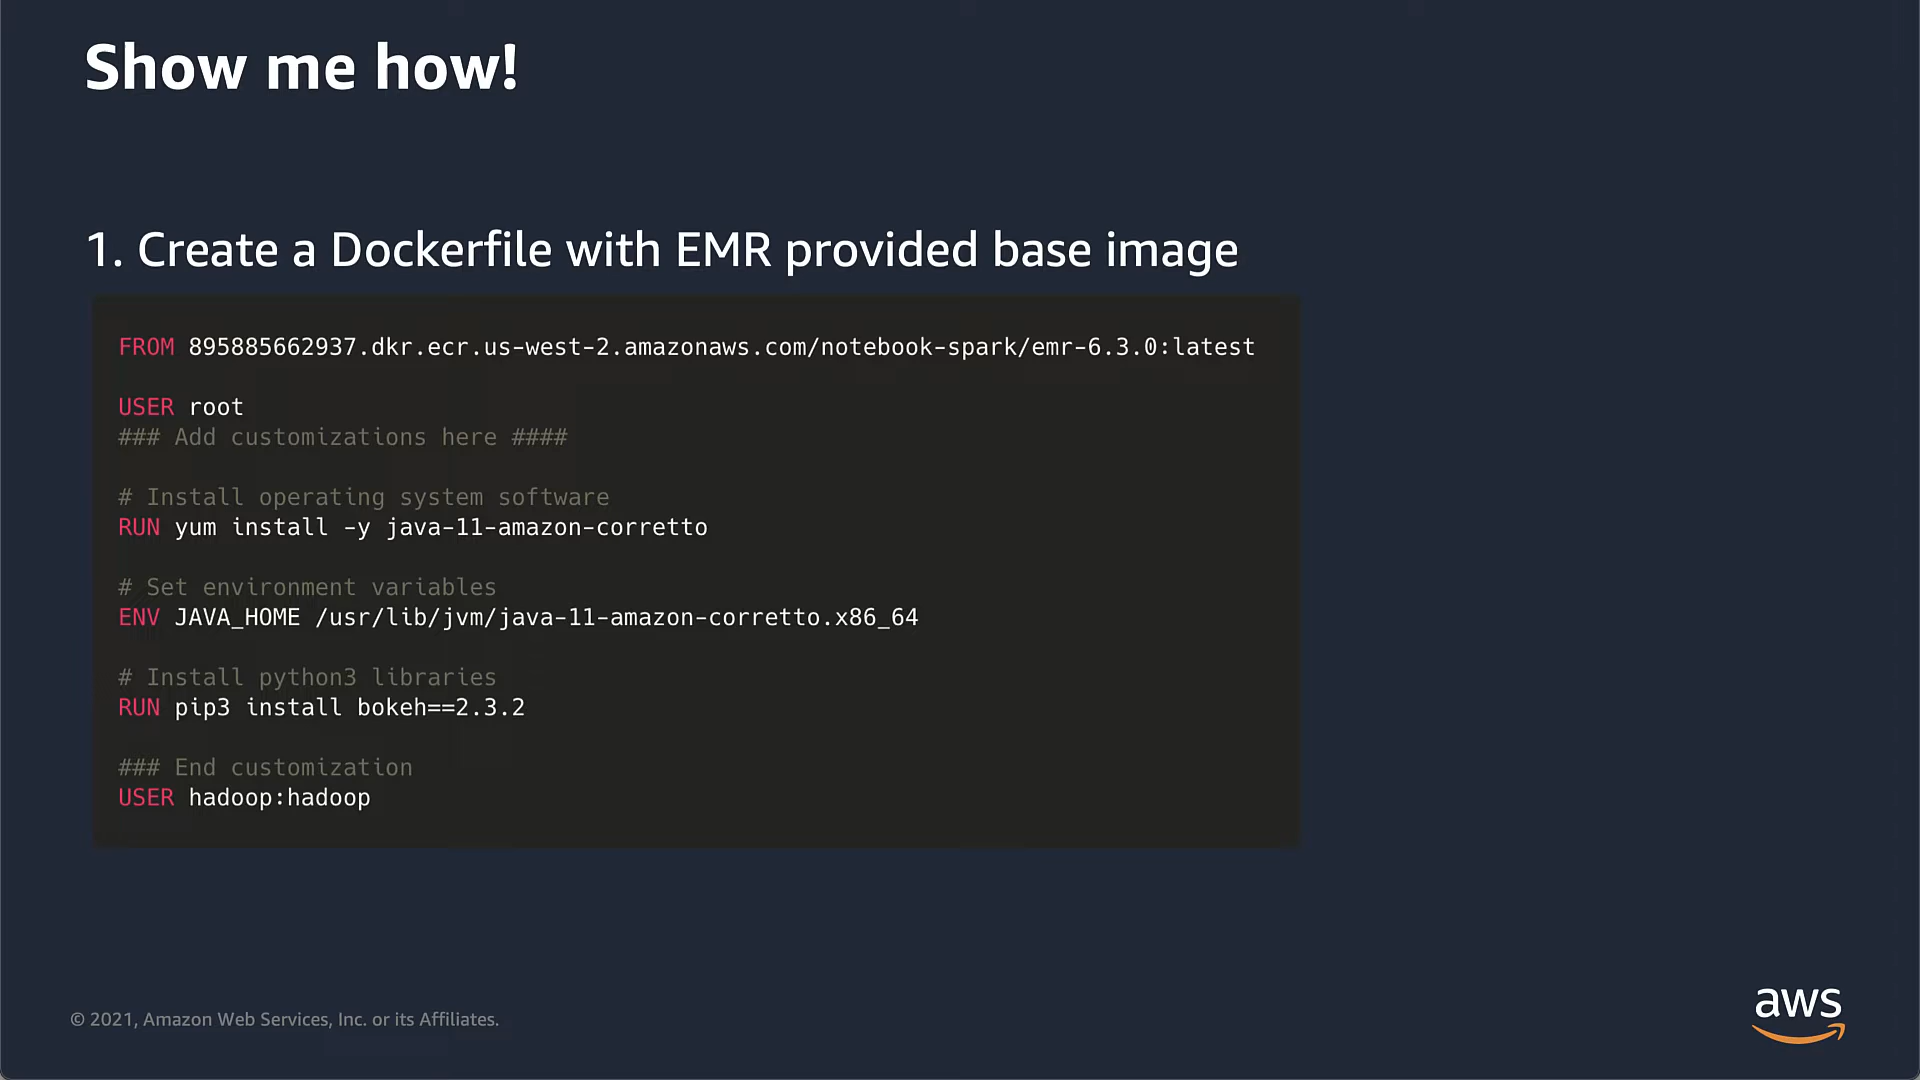 Show me how!
1. Create a Dockerfile with EMR provided base image
FROM 895885662937.dkr.ecr.us-west-2.amazonaws.com/notebook-spark/emr-6.3.0:latest
USER root
### Add customizations here ####
# Install operating system software
RUN yum install -y java-11-amazon-corretto
# Set environment variables
ENV JAVA_HOME /usr/lib/jvm/java-11-amazon-corretto.x86_64
# Install python3 libraries
RUN pip3 install bokeh==2.3.2
### End customization
USER hadoop:hadoop
© 2021, Amazon Web Services, Inc. or its Affiliates.
aws